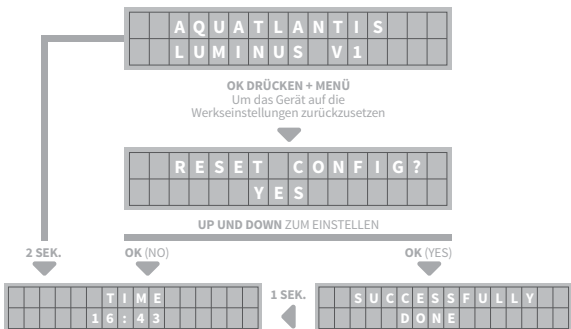 AQUATLANTIS
LUMINUS V1
OK DRÜCKEN + MENÜ
Um das Gerät auf die
Werkseinstellungen zurückzusetzen
RESET CONFIG?
YES
UP UND DOWN ZUM EINSTELLEN
2 SEK.
OK (NO)
OK (YES)
TIME
16:43
1 SEK.
SUCCESSFULLY
DONE